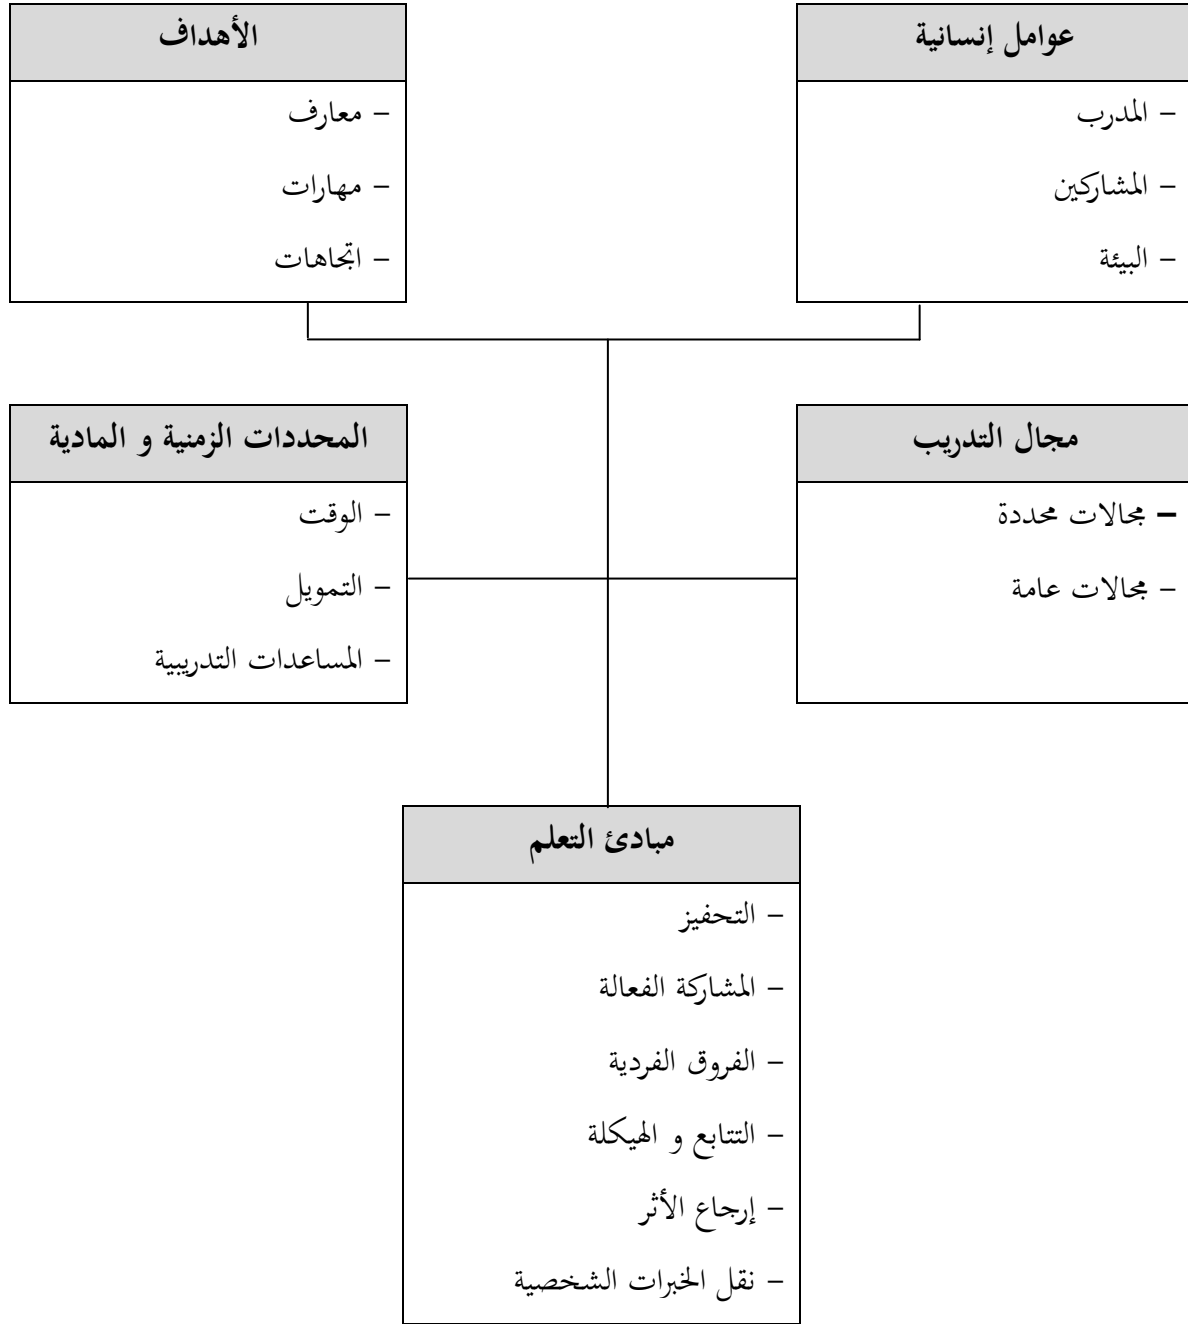 عوامل إنسانية
– المدرب
– المشاركين
– البيئة
الأهداف
– معارف
– مهارات
– اتجاهات
مجال التدريب
– مجالات محددة
– مجالات عامة
المحددات الزمنية و المادية
– الوقت
– التمويل
– المساعدات التدريبية
مبادئ التعلم
– التحفيز
– المشاركة الفعالة
– الفروق الفردية
– التتابع و الهيكلة
– إرجاع الأثر
– نقل الخبرات الشخصية